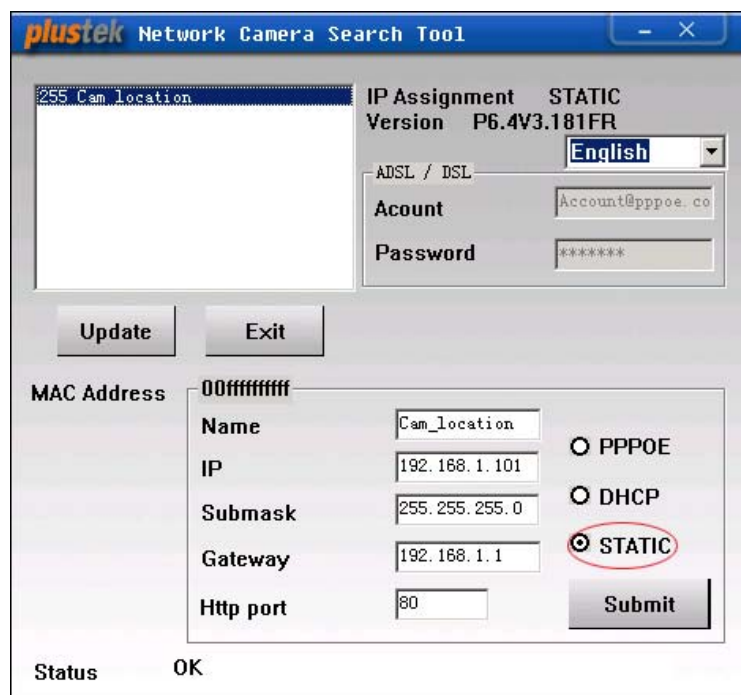 plustek Network Camera Search Tool
255 Cam_location
IP Assignment STATIC
Version P6.4V3.181FR
English
ADSL / DSL
Acount Account@pppoe.co
Password *******
Update Exit
MAC Address 00ffffffffff
Name Cam_location
IP 192.168.1.101
Submask 255.255.255.0
Gateway 192.168.1.1
Http port 80
PPPOE
DHCP
STATIC
Submit
Status OK